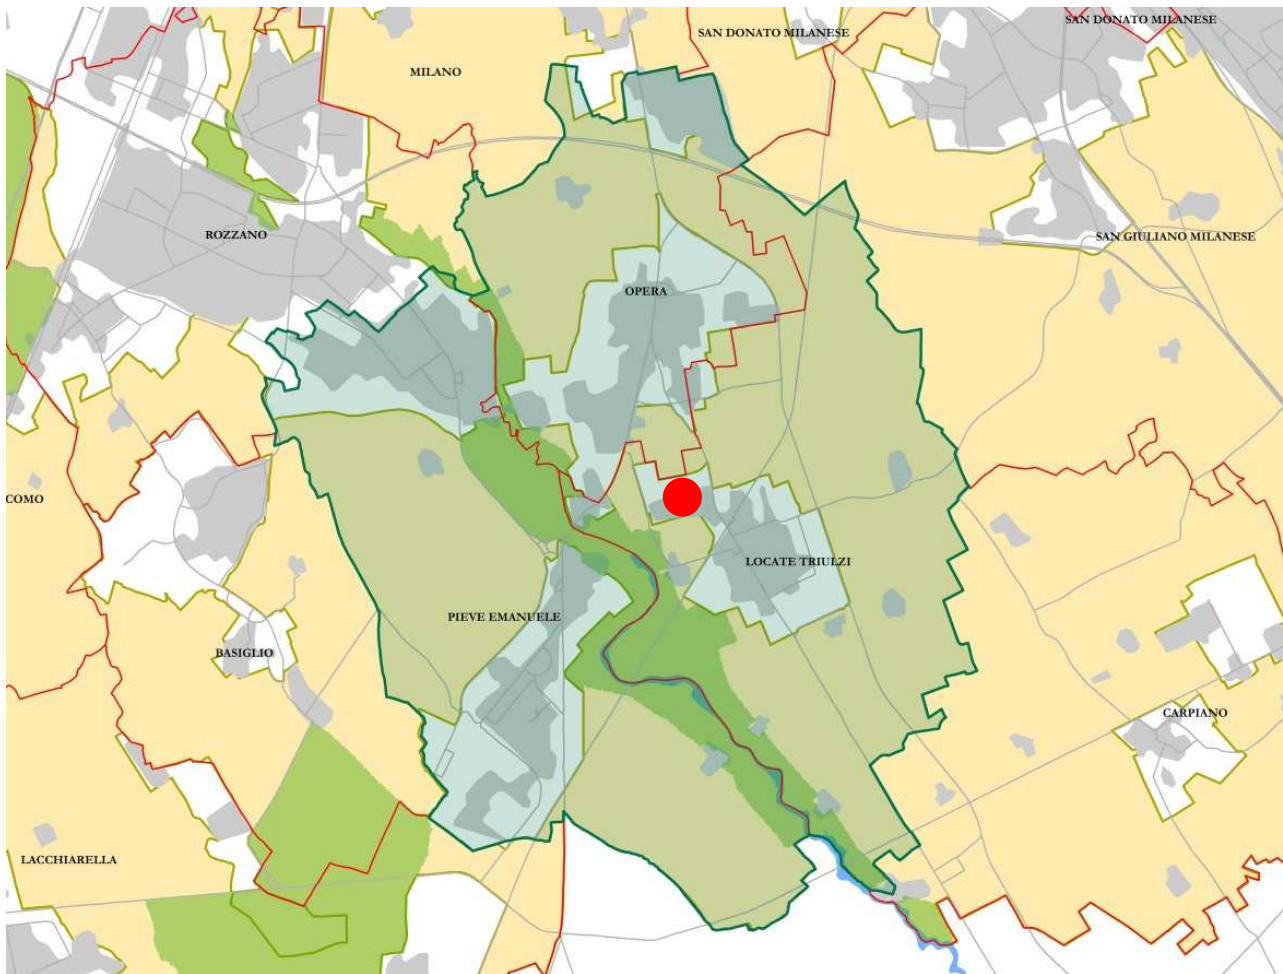 SAN DONATO MILANESE
SAN DONATO MILANESE
MILANO
ROZZANO
SAN GIULIANO MILANESE
OPERA
COMO
LOCATE TRIULZI
PIEVE EMANUELE
BASIGLIO
CARPIANO
LACCHIARELLA